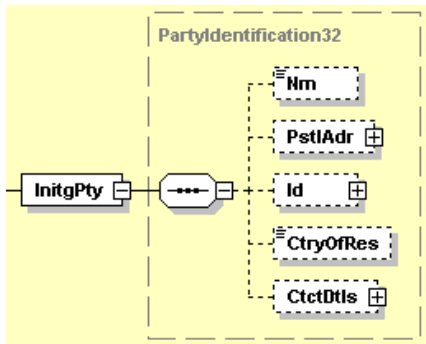 PartyIdentification32
Nm
PstlAdr
InitgPty
Id
CtryOfRes
CtctDtls